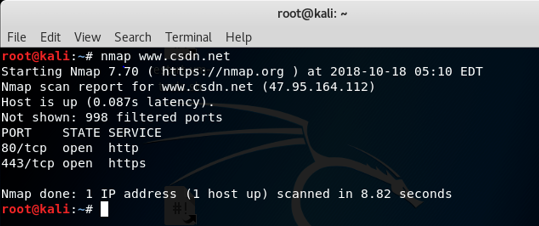 root@kali: ~
File Edit View Search Terminal Help
root@kali:~# nmap www.csdn.net
Starting Nmap 7.70 ( https://nmap.org ) at 2018-10-18 05:10 EDT
Nmap scan report for www.csdn.net (47.95.164.112)
Host is up (0.087s latency).
Not shown: 998 filtered ports
PORT    STATE SERVICE
80/tcp  open  http
443/tcp open  https
Nmap done: 1 IP address (1 host up) scanned in 8.82 seconds
root@kali:~#